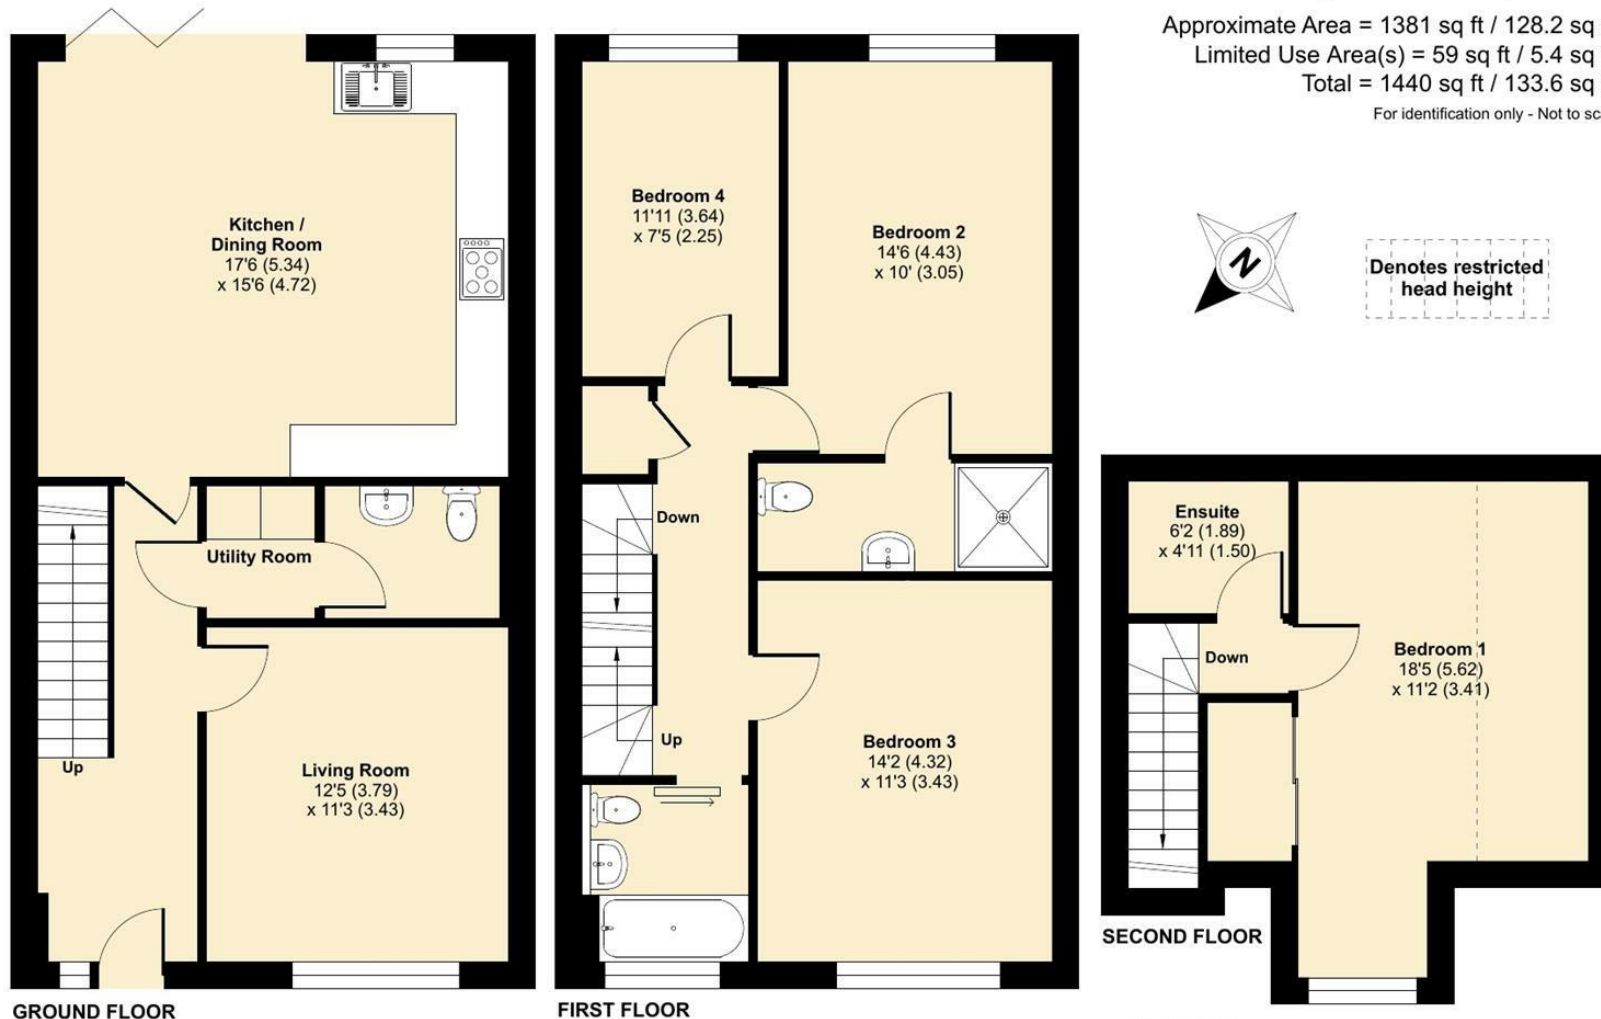 Approximate Area = 1381 sq ft / 128.2 sq
Limited Use Area(s) = 59 sq ft / 5.4 sq
Total = 1440 sq ft / 133.6 sq
For identification only - Not to sc
Kitchen /
Dining Room
17'6 (5.34)
x 15'6 (4.72)
Utility Room
Up
Living Room
12'5 (3.79)
x 11'3 (3.43)
GROUND FLOOR
Bedroom 4
11'11 (3.64)
x 7'5 (2.25)
Bedroom 2
14'6 (4.43)
x 10' (3.05)
Down
Up
Bedroom 3
14'2 (4.32)
x 11'3 (3.43)
FIRST FLOOR
N
Denotes restricted
head height
Ensuite
6'2 (1.89)
x 4'11 (1.50)
Down
Bedroom 1
18'5 (5.62)
x 11'2 (3.41)
SECOND FLOOR